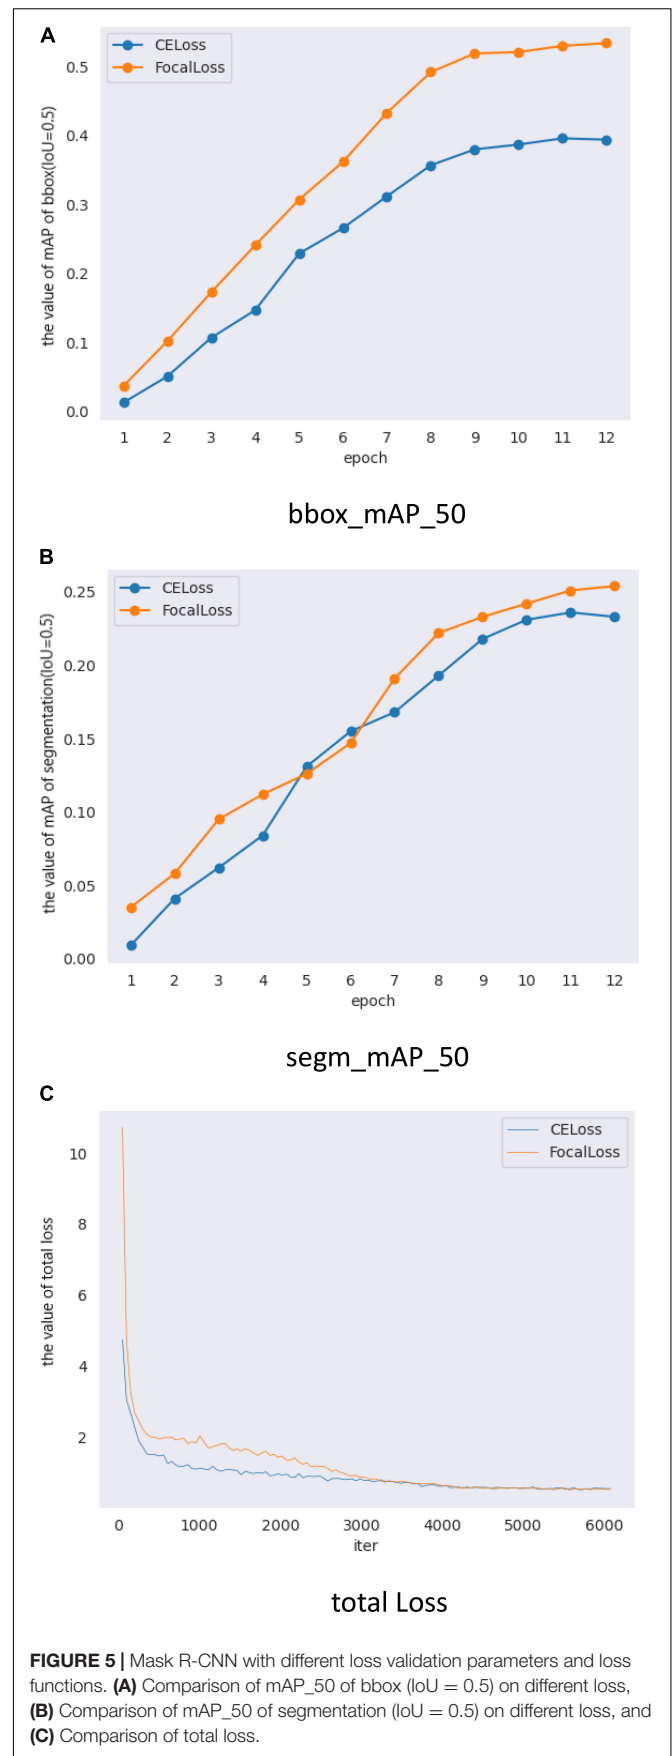 A
CELoss
FocalLoss
the value of mAP of bbox(IoU=0.5)
0.5
0.4
0.3
0.2
0.1
0.0
1 2 3 4 5 6 7 8 9 10 11 12
epoch
bbox_mAP_50
B
CELoss
FocalLoss
the value of mAP of segmentation(IoU=0.5)
0.25
0.20
0.15
0.10
0.05
0.00
1 2 3 4 5 6 7 8 9 10 11 12
epoch
segm_mAP_50
C
CELoss
FocalLoss
the value of total loss
10
8
6
4
2
0 1000 2000 3000 4000 5000 6000
iter
total Loss
FIGURE 5 | Mask R-CNN with different loss validation parameters and loss
functions. (A) Comparison of mAP_50 of bbox (IoU = 0.5) on different loss,
(B) Comparison of mAP_50 of segmentation (IoU = 0.5) on different loss, and
(C) Comparison of total loss.